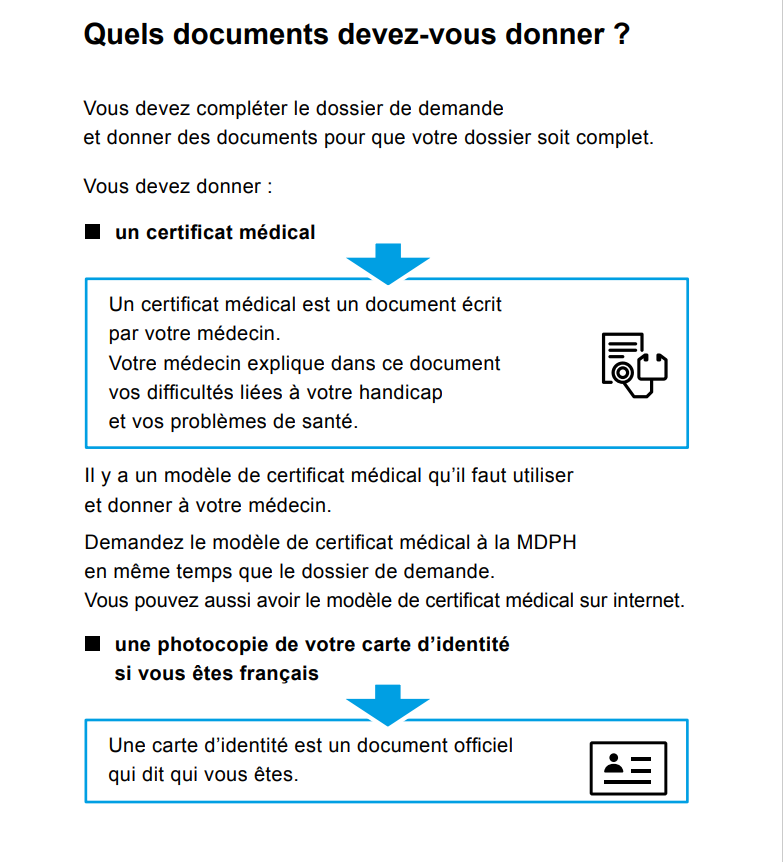 Quels documents devez-vous donner ?
Vous devez compléter le dossier de demande
et donner des documents pour que votre dossier soit complet.
Vous devez donner :
■ un certificat médical
Un certificat médical est un document écrit
par votre médecin.
Votre médecin explique dans ce document
vos difficultés liées à votre handicap
et vos problèmes de santé.
Il y a un modèle de certificat médical qu’il faut utiliser
et donner à votre médecin.
Demandez le modèle de certificat médical à la MDPH
en même temps que le dossier de demande.
Vous pouvez aussi avoir le modèle de certificat médical sur internet.
■ une photocopie de votre carte d’identité
si vous êtes français
Une carte d’identité est un document officiel
qui dit qui vous êtes.